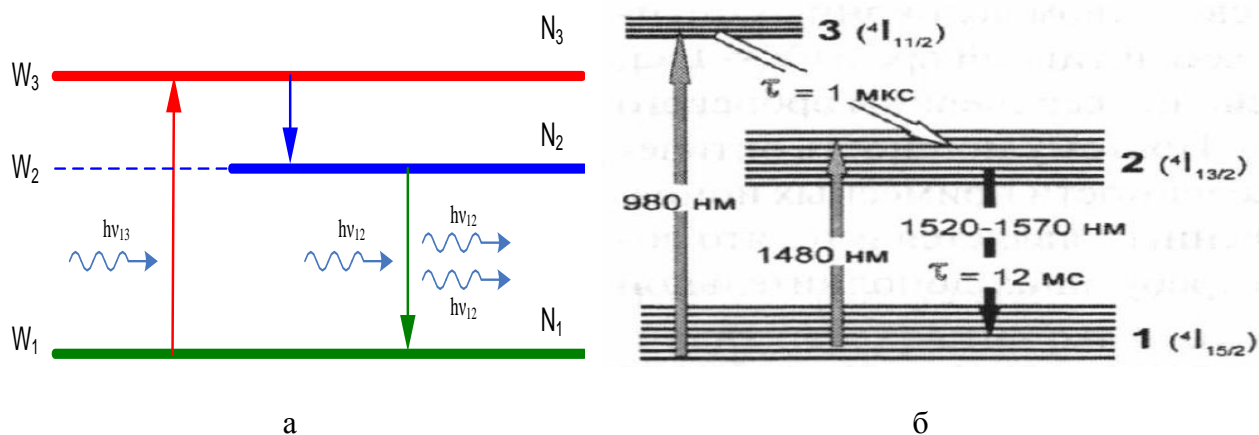 N₃
W₃
N₂
W₂
hν₁₃
hν₁₂
hν₁₂
hν₁₂
W₁
N₁
а
3 (⁴I₁₁/₂)
τ = 1 мкс
2 (⁴I₁₃/₂)
980 нм
1520-1570 нм
1480 нм
τ = 12 мс
1 (⁴I₁₅/₂)
б